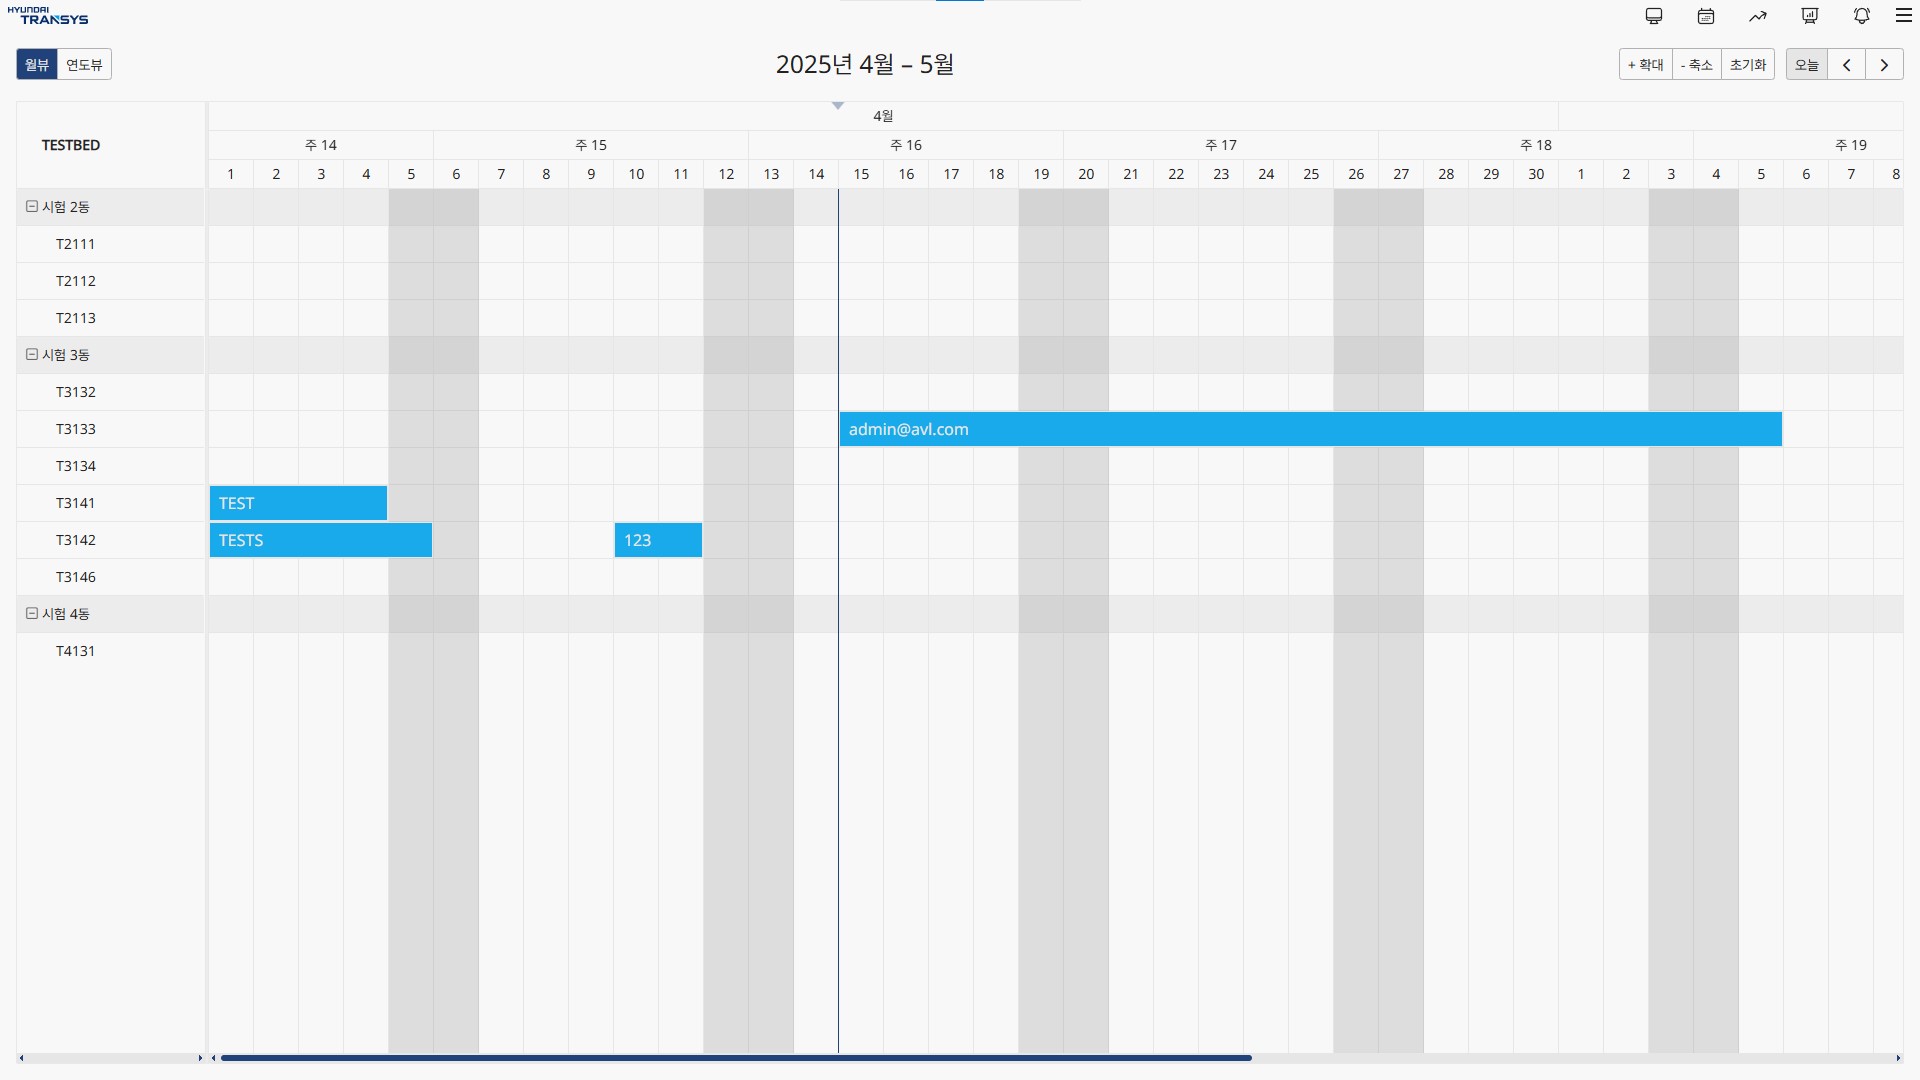 HYUNDAI
TRANSYS
월뷰 연도뷰
2025년 4월 – 5월
+ 확대 - 축소 초기화 오늘
TESTBED
4월
주 14 주 15 주 16 주 17 주 18 주 19
1 2 3 4 5 6 7 8 9 10 11 12 13 14 15 16 17 18 19 20 21 22 23 24 25 26 27 28 29 30 1 2 3 4 5 6 7 8
시험 2동
T2111
T2112
T2113
시험 3동
T3132
T3133 admin@avl.com
T3134
T3141 TEST
T3142 TESTS 123
T3146
시험 4동
T4131